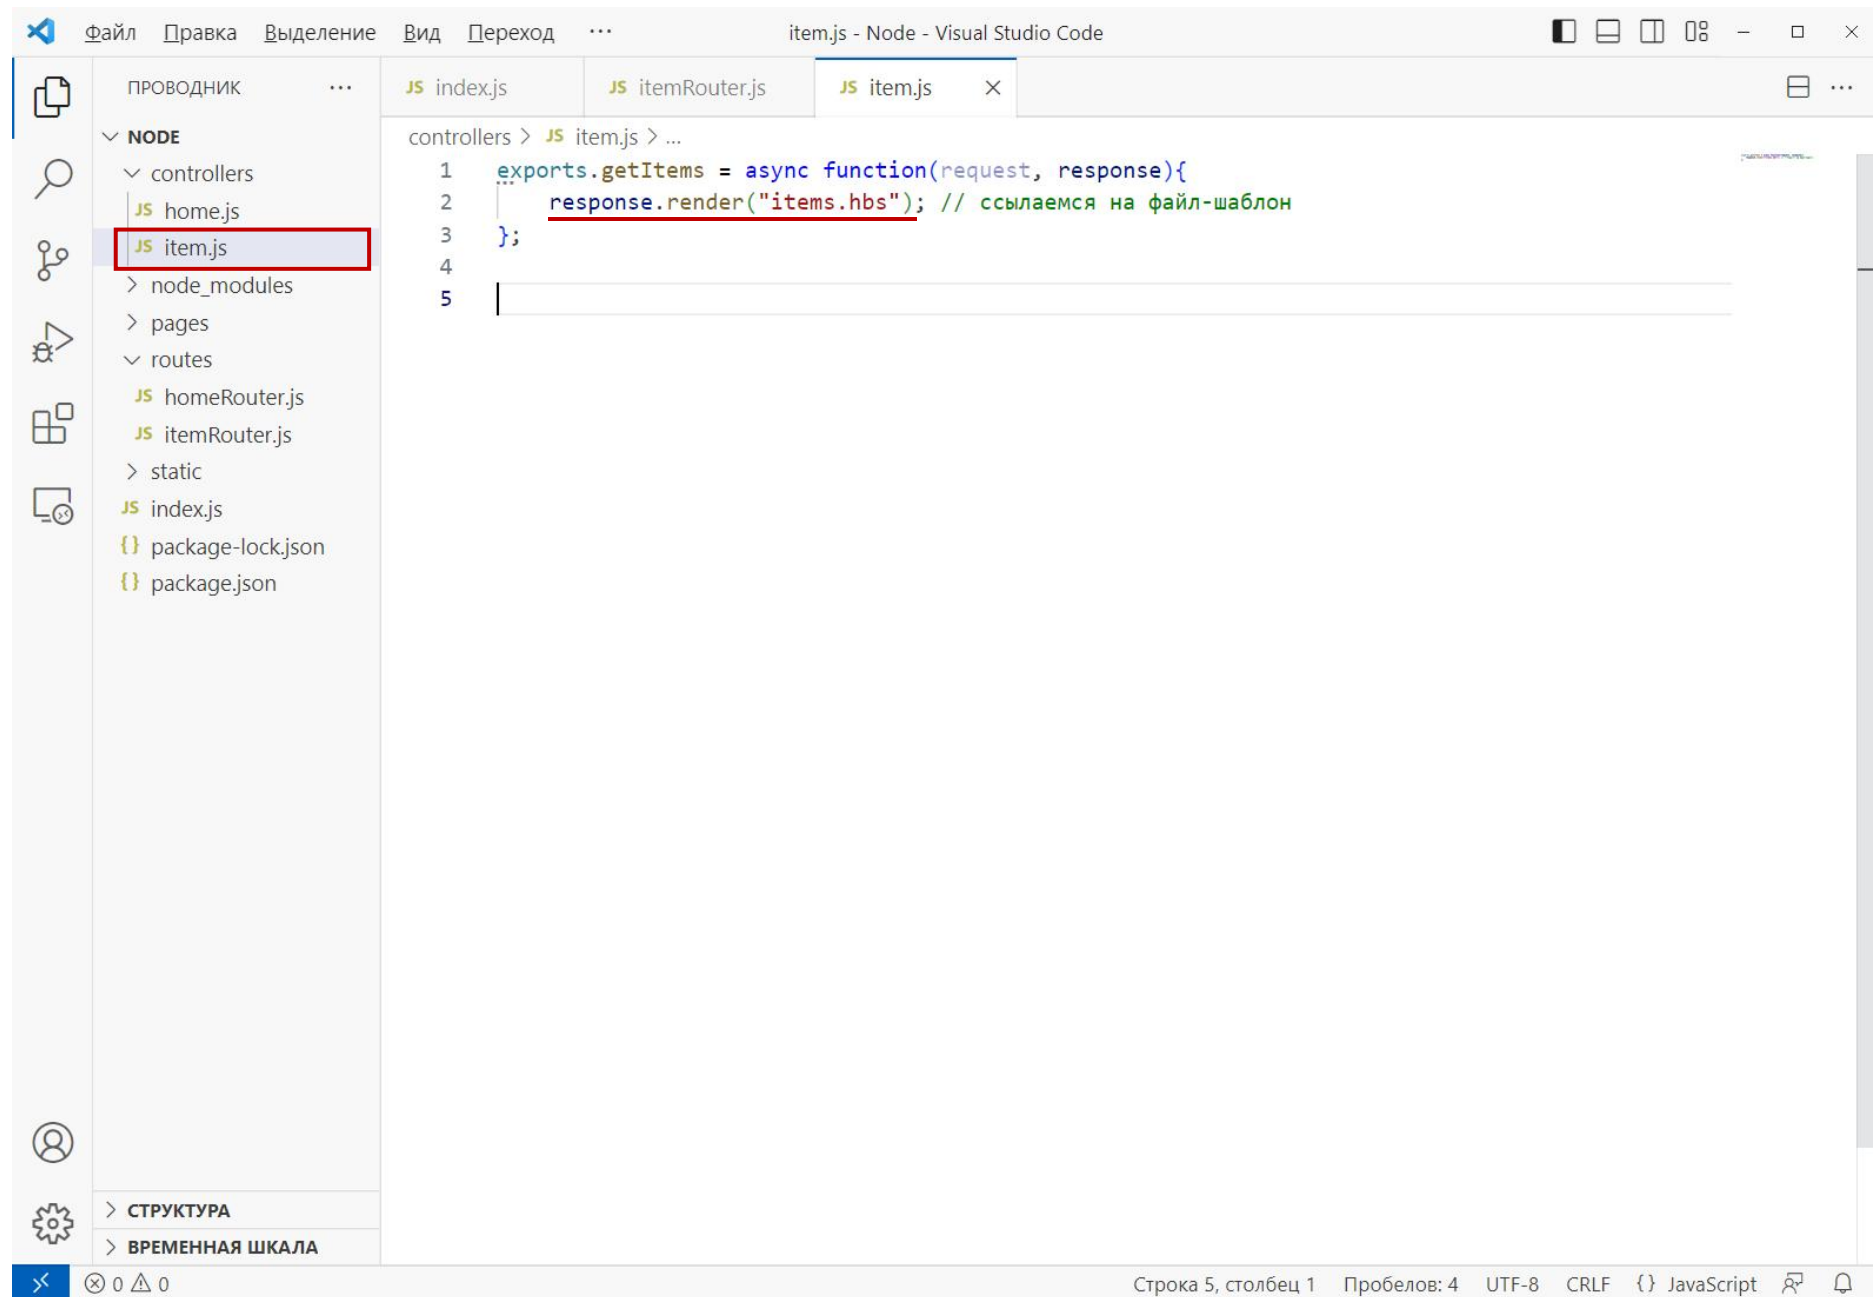 Файл Правка Выделение Вид Переход ··· item.js - Node - Visual Studio Code
ПРОВОДНИК ···
JS index.js JS itemRouter.js JS item.js
NODE
controllers
JS home.js
JS item.js
node_modules
pages
routes
JS homeRouter.js
JS itemRouter.js
static
JS index.js
{} package-lock.json
{} package.json
СТРУКТУРА
ВРЕМЕННАЯ ШКАЛА
controllers > JS item.js > ...
1 exports.getItems = async function(request, response){
2 response.render("items.hbs"); // ссылаемся на файл-шаблон
3 };
4
5
0 0 Строка 5, столбец 1 Пробелов: 4 UTF-8 CRLF {} JavaScript